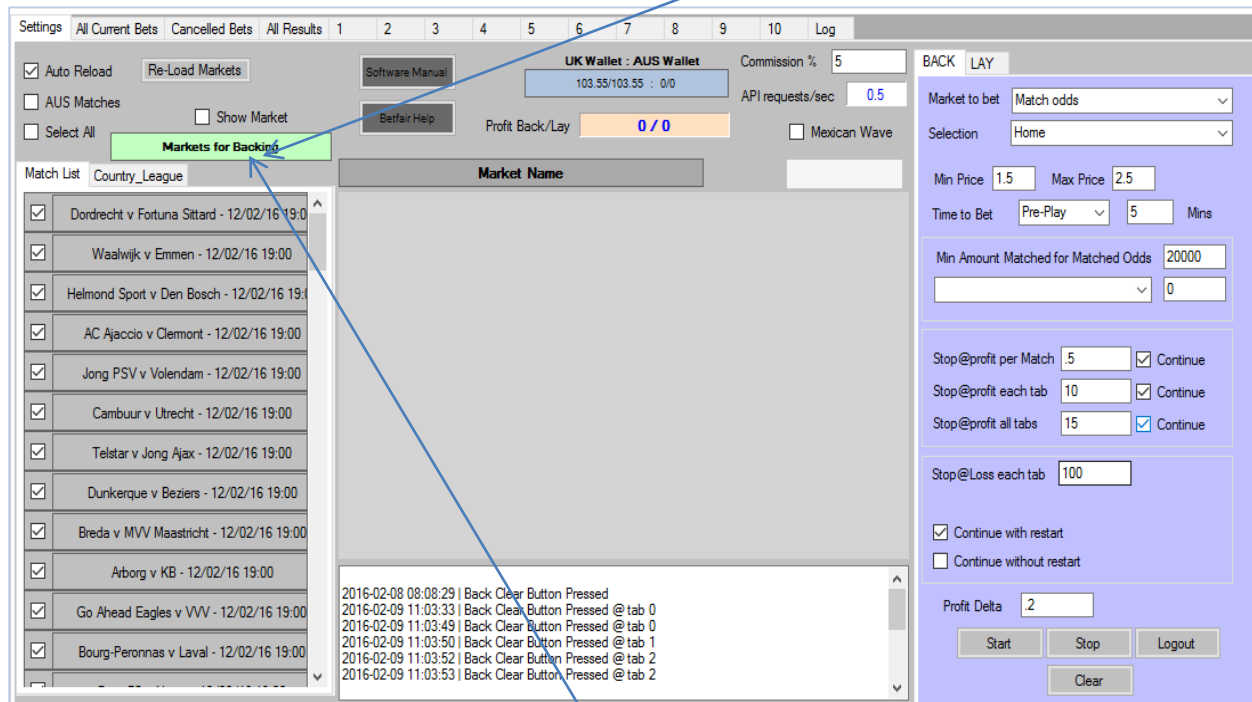 Settings All Current Bets Cancelled Bets All Results 1 2 3 4 5 6 7 8 9 10 Log
Auto Reload Re-Load Markets
AUS Matches
Show Market
Select All
Markets for Backing
Software Manual
Betfair Help
UK Wallet : AUS Wallet
103.55/103.55 : 0/0
Profit Back/Lay 0 / 0
Commission % 5
API requests/sec 0.5
Mexican Wave
Match List Country_League
Dordrecht v Fortuna Sittard - 12/02/16 19:0
Waalwijk v Emmen - 12/02/16 19:00
Helmond Sport v Den Bosch - 12/02/16 19:
AC Ajaccio v Clermont - 12/02/16 19:00
Jong PSV v Volendam - 12/02/16 19:00
Cambuur v Utrecht - 12/02/16 19:00
Telstar v Jong Ajax - 12/02/16 19:00
Dunkerque v Beziers - 12/02/16 19:00
Breda v MVV Maastricht - 12/02/16 19:00
Arborg v KB - 12/02/16 19:00
Go Ahead Eagles v VVV - 12/02/16 19:00
Bourg-Peronnas v Laval - 12/02/16 19:00
Market Name
2016-02-08 08:08:29 | Back Clear Button Pressed
2016-02-09 11:03:33 | Back Clear Button Pressed @ tab 0
2016-02-09 11:03:49 | Back Clear Button Pressed @ tab 0
2016-02-09 11:03:50 | Back Clear Button Pressed @ tab 1
2016-02-09 11:03:52 | Back Clear Button Pressed @ tab 2
2016-02-09 11:03:53 | Back Clear Button Pressed @ tab 2
BACK LAY
Market to bet Match odds
Selection Home
Min Price 1.5 Max Price 2.5
Time to Bet Pre-Play 5 Mins
Min Amount Matched for Matched Odds 20000
0
Stop@profit per Match .5 Continue
Stop@profit each tab 10 Continue
Stop@profit all tabs 15 Continue
Stop@Loss each tab 100
Continue with restart
Continue without restart
Profit Delta .2
Start Stop Logout
Clear